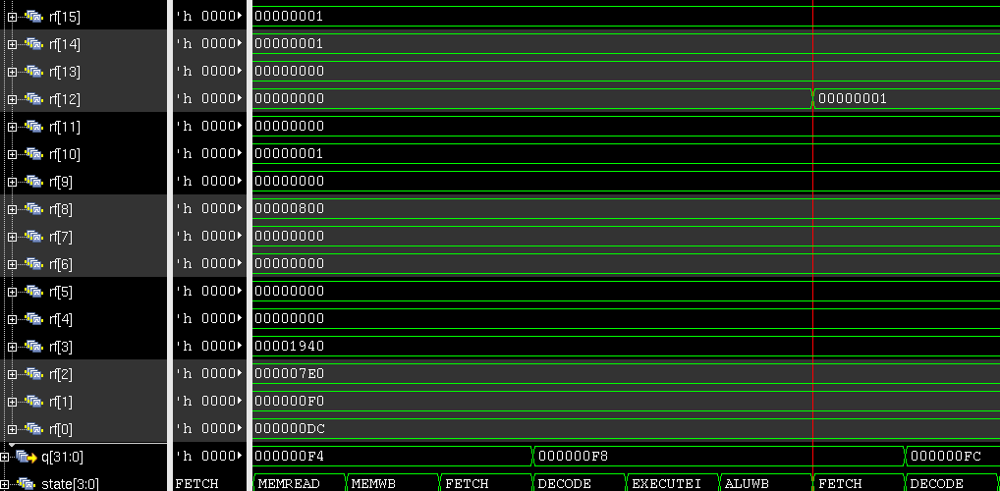 rf[15] 'h 0000 00000001
rf[14] 'h 0000 00000001
rf[13] 'h 0000 00000000
rf[12] 'h 0000 00000000 00000001
rf[11] 'h 0000 00000000
rf[10] 'h 0000 00000001
rf[9] 'h 0000 00000000
rf[8] 'h 0000 00000800
rf[7] 'h 0000 00000000
rf[6] 'h 0000 00000000
rf[5] 'h 0000 00000000
rf[4] 'h 0000 00000000
rf[3] 'h 0000 00001940
rf[2] 'h 0000 000007E0
rf[1] 'h 0000 000000F0
rf[0] 'h 0000 000000DC
q[31:0] 'h 0000 000000F4 000000F8 000000FC
state[3:0] FETCH MEMREAD MEMWB FETCH DECODE EXECUTEI ALUWB FETCH DECODE